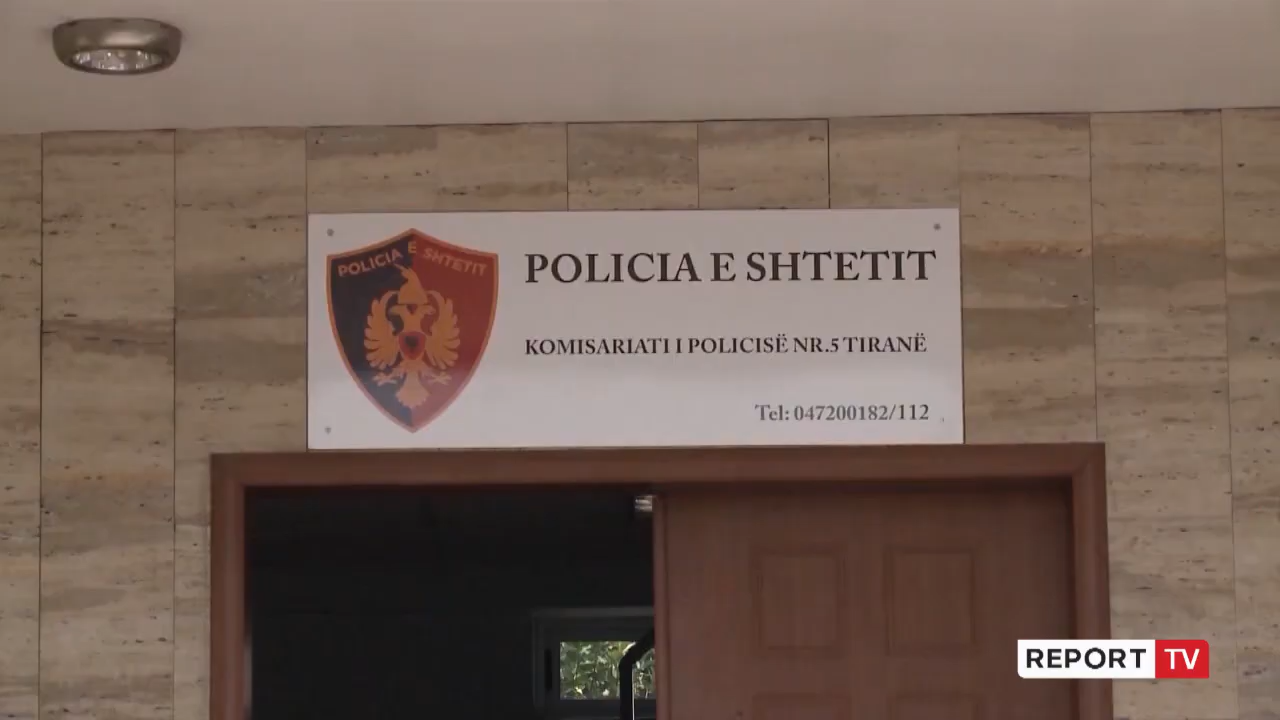 POLICIA E SHTETIT
POLICIA E SHTETIT
KOMISARIATI I POLICISË NR.5 TIRANË
Tel: 047200182/112
REPORT TV